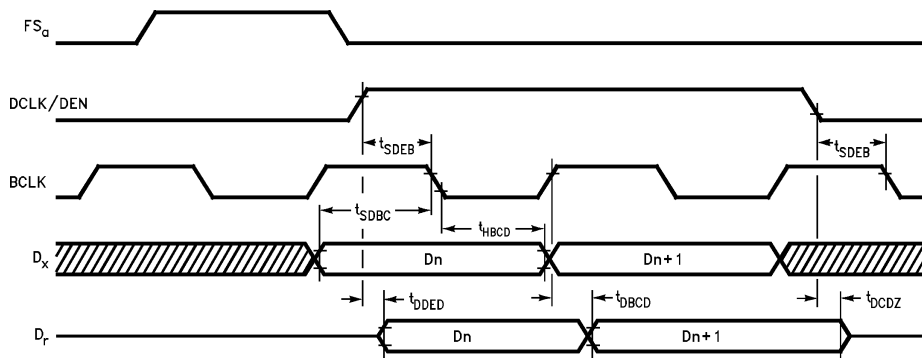 FSa
DCLK/DEN
tSDEB
tSDEB
BCLK
tSDBC
tHBCD
Dx
Dn
Dn+1
tDDED
tDBCD
tDCDZ
Dr
Dn
Dn+1